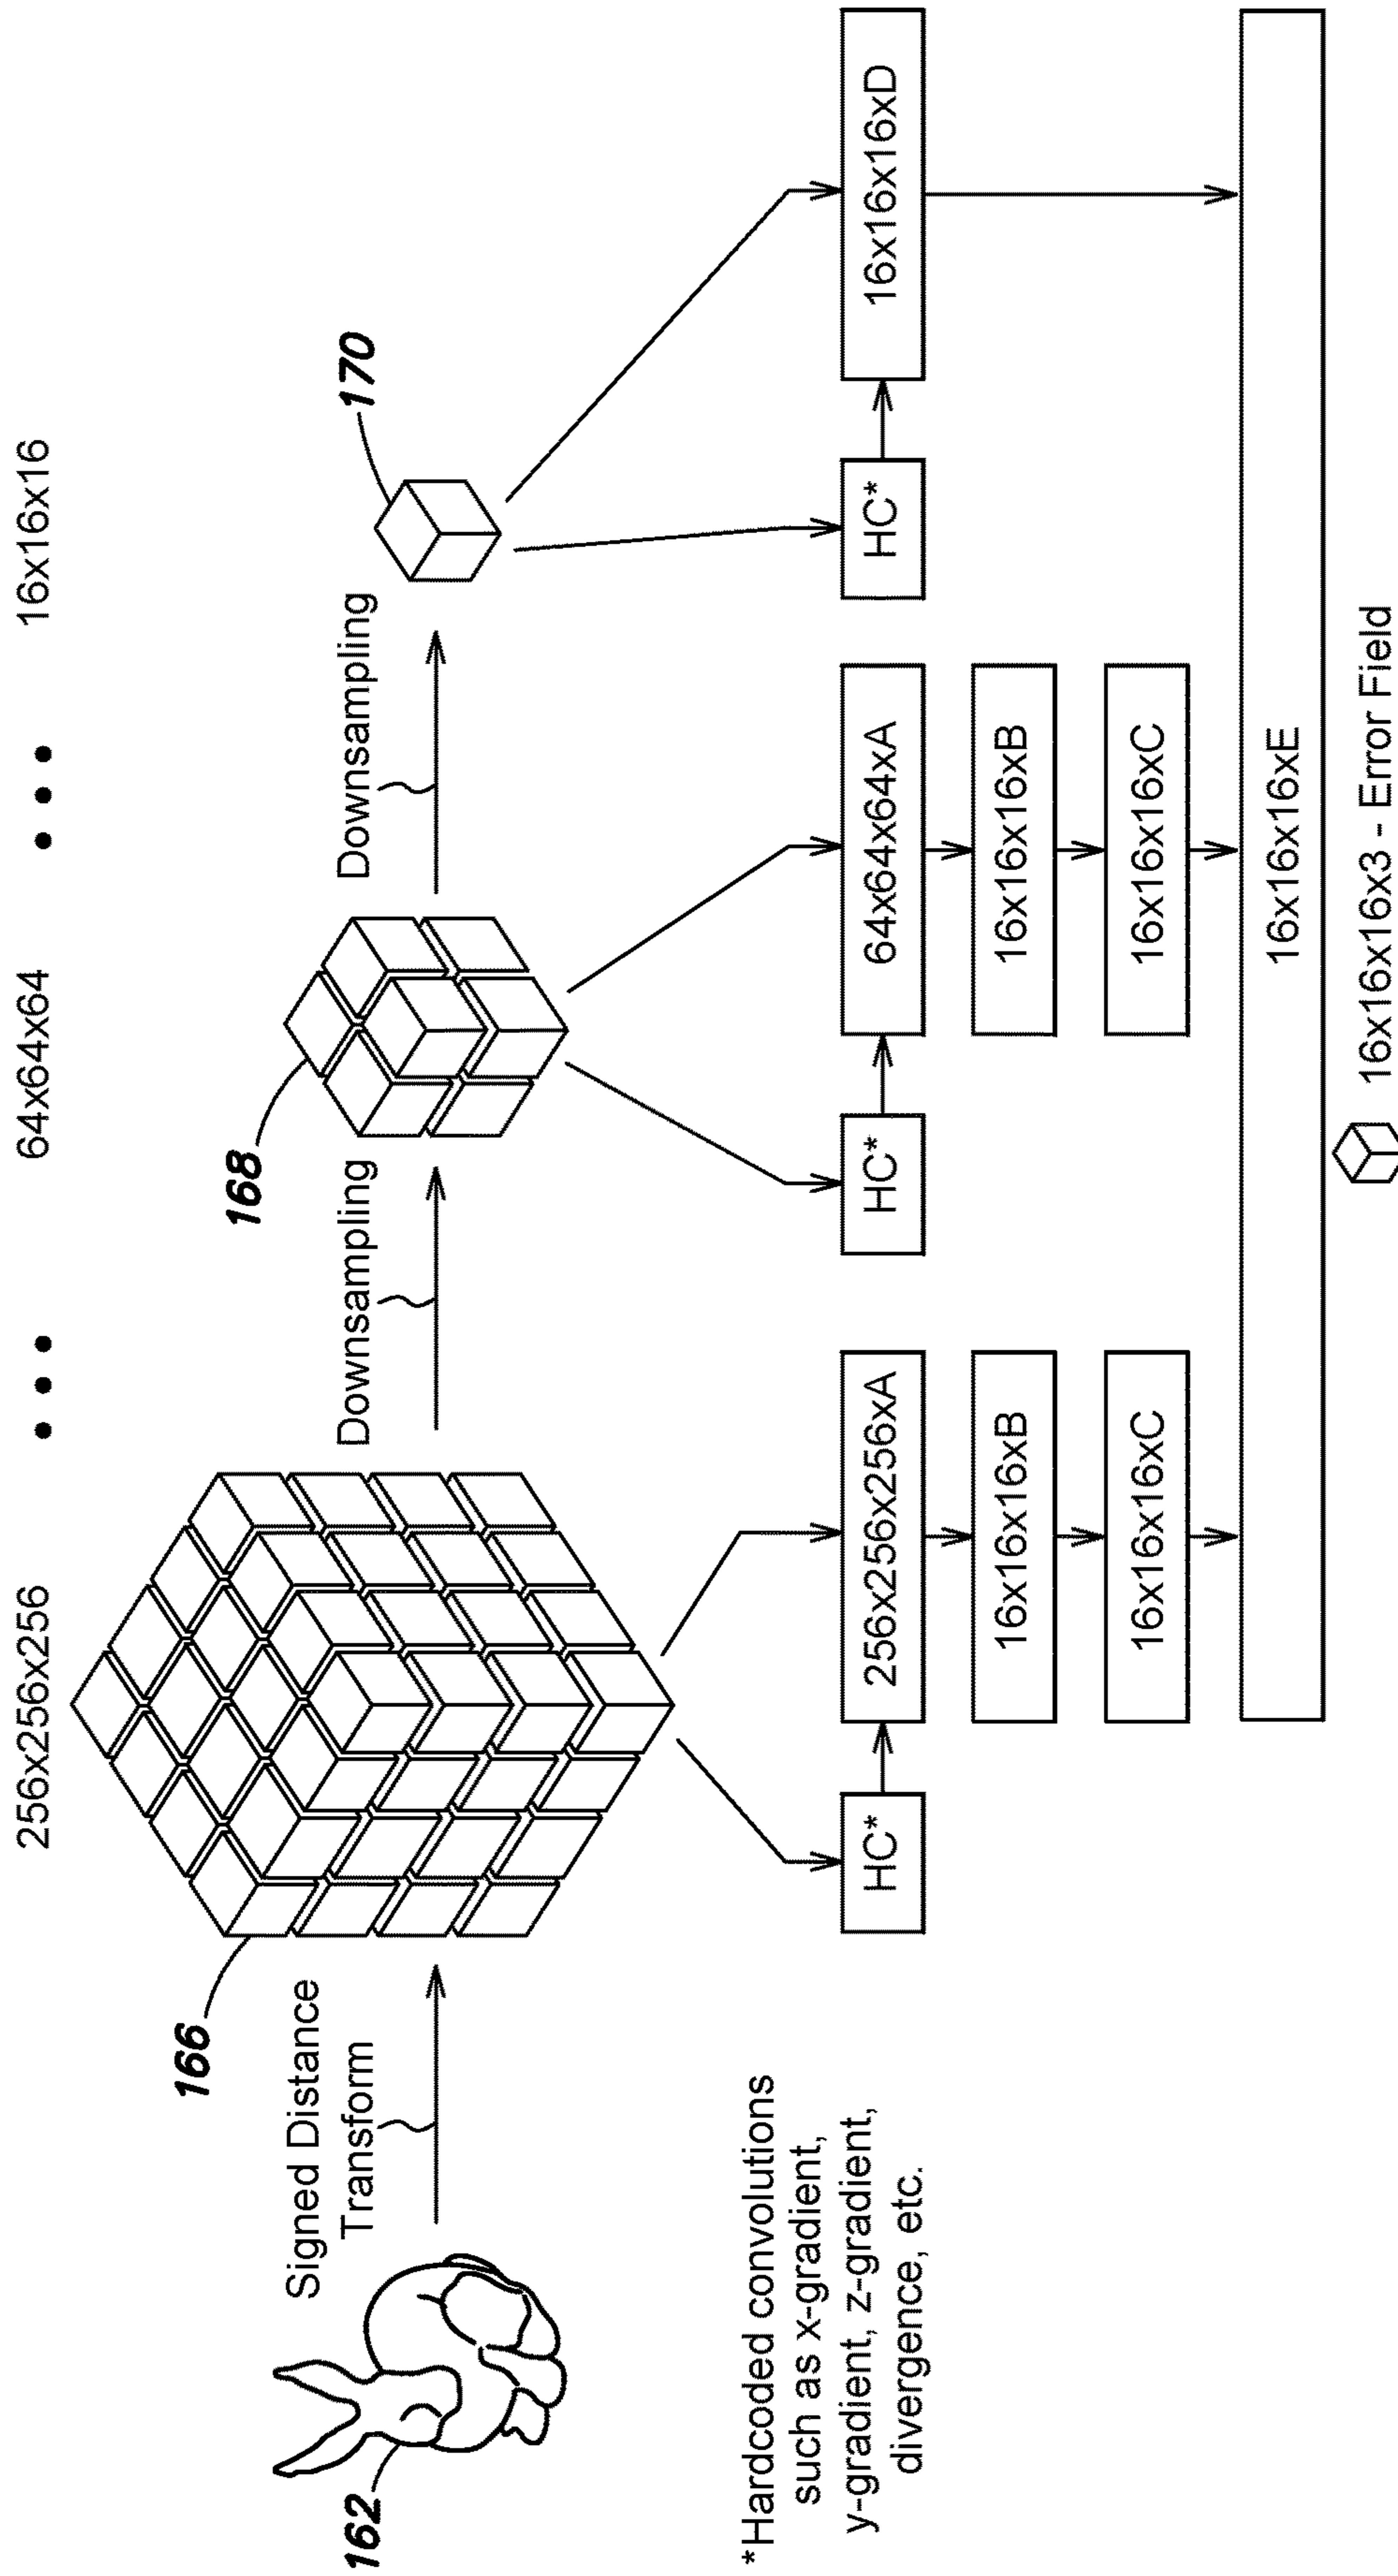 256x256x256 ••• 64x64x64 ••• 16x16x16
166
168
170
Signed Distance
Transform
Downsampling
Downsampling
162
*Hardcoded convolutions
such as x-gradient,
y-gradient, z-gradient,
divergence, etc.
HC*
256x256x256xA
HC*
64x64x64xA
HC*
16x16x16xD
16x16x16xB
16x16x16xB
16x16x16xC
16x16x16xC
16x16x16xE
16x16x16x3 - Error Field